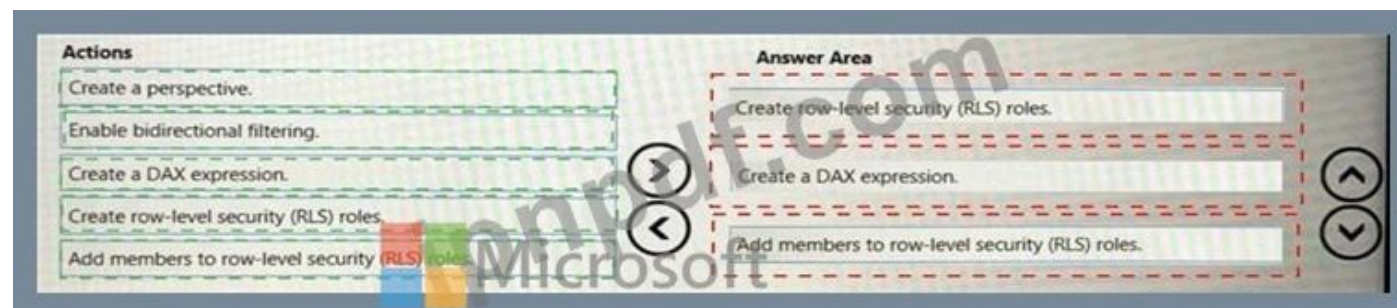 Actions
Create a perspective.
Enable bidirectional filtering.
Create a DAX expression.
Create row-level security (RLS) roles.
Add members to row-level security (RLS) roles.
Answer Area
Create row-level security (RLS) roles.
Create a DAX expression.
Add members to row-level security (RLS) roles.
Microsoft